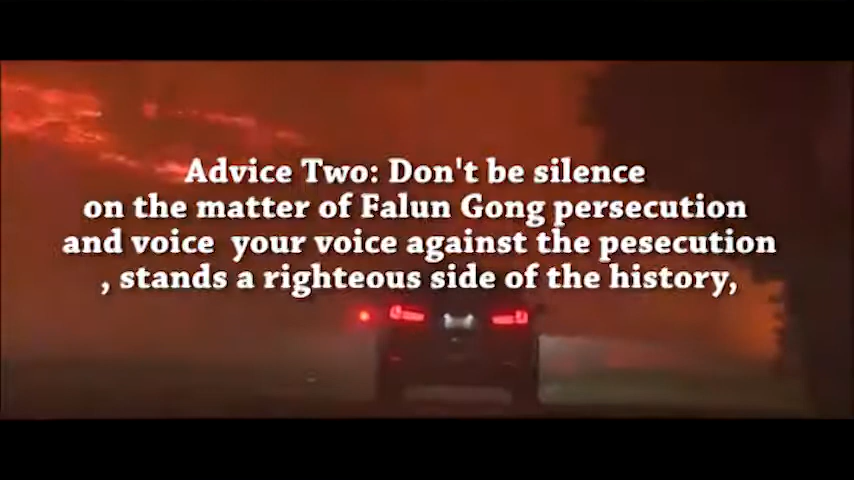 Advice Two: Don't be silence
on the matter of Falun Gong persecution
and voice  your voice against the pesecution
, stands a righteous side of the history,